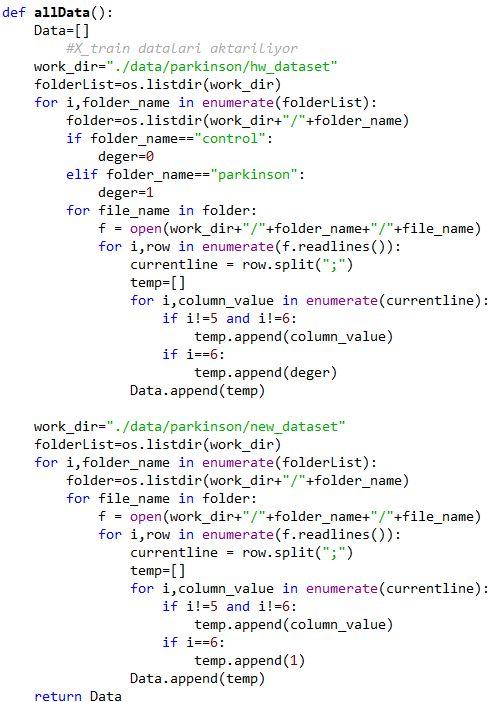 def allData():
    Data=[]
        #X_train datalari aktariliyor
    work_dir="./data/parkinson/hw_dataset"
    folderList=os.listdir(work_dir)
    for i,folder_name in enumerate(folderList):
        folder=os.listdir(work_dir+"/"+folder_name)
        if folder_name=="control":
            deger=0
        elif folder_name=="parkinson":
            deger=1
        for file_name in folder:
            f = open(work_dir+"/"+folder_name+"/"+file_name)
            for i,row in enumerate(f.readlines()):
                currentline = row.split(";")
                temp=[]
                for i,column_value in enumerate(currentline):
                    if i!=5 and i!=6:
                        temp.append(column_value)
                    if i==6:
                        temp.append(deger)
                Data.append(temp)

    work_dir="./data/parkinson/new_dataset"
    folderList=os.listdir(work_dir)
    for i,folder_name in enumerate(folderList):
        folder=os.listdir(work_dir+"/"+folder_name)
        for file_name in folder:
            f = open(work_dir+"/"+folder_name+"/"+file_name)
            for i,row in enumerate(f.readlines()):
                currentline = row.split(";")
                temp=[]
                for i,column_value in enumerate(currentline):
                    if i!=5 and i!=6:
                        temp.append(column_value)
                    if i==6:
                        temp.append(1)
                Data.append(temp)
    return Data